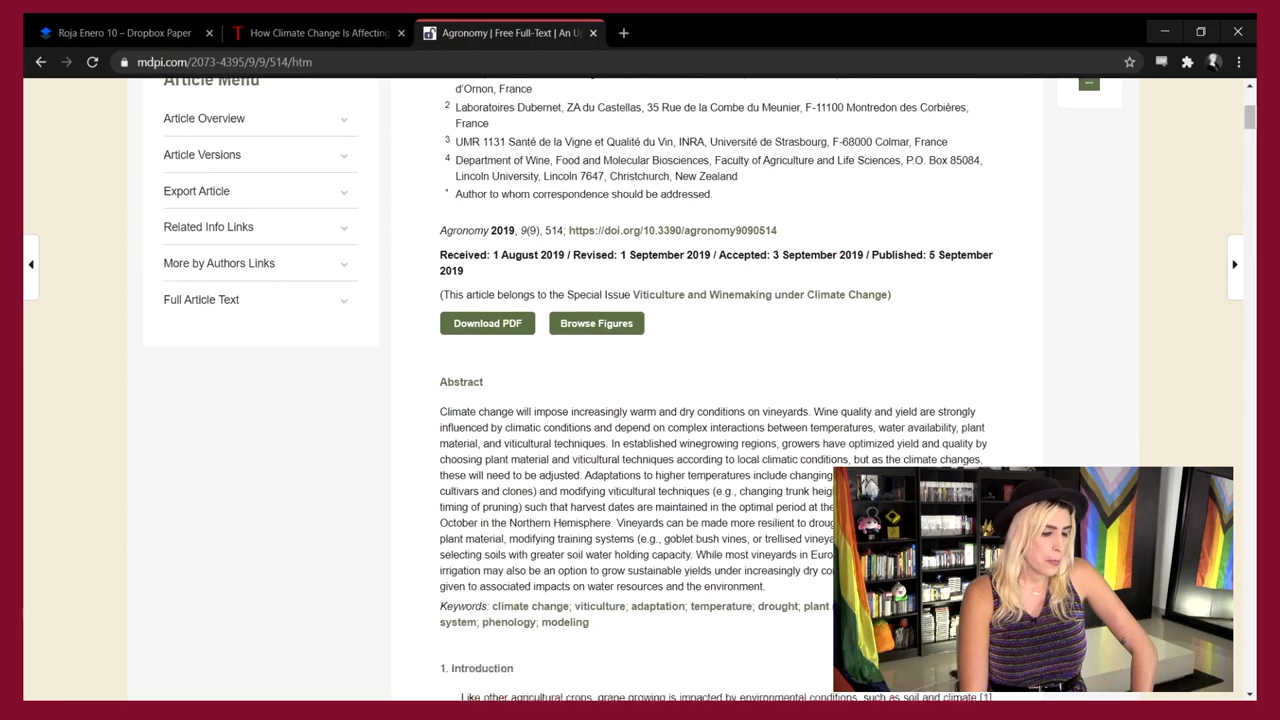 Roja Enero 10 – Dropbox Paper
How Climate Change Is Affecting
Agronomy | Free Full-Text | An U
mdpi.com/2073-4395/9/9/514/htm
Article Menu
Article Overview
Article Versions
Export Article
Related Info Links
More by Authors Links
Full Article Text
d'Ornon, France
2 Laboratoires Dubernet, ZA du Castellas, 35 Rue de la Combe du Meunier, F-11100 Montredon des Corbières,
France
3 UMR 1131 Santé de la Vigne et Qualité du Vin, INRA, Université de Strasbourg, F-68000 Colmar, France
4 Department of Wine, Food and Molecular Biosciences, Faculty of Agriculture and Life Sciences, P.O. Box 85084,
Lincoln University, Lincoln 7647, Christchurch, New Zealand
* Author to whom correspondence should be addressed.
Agronomy 2019, 9(9), 514; https://doi.org/10.3390/agronomy9090514
Received: 1 August 2019 / Revised: 1 September 2019 / Accepted: 3 September 2019 / Published: 5 September
2019
(This article belongs to the Special Issue Viticulture and Winemaking under Climate Change)
Download PDF
Browse Figures
Abstract
Climate change will impose increasingly warm and dry conditions on vineyards. Wine quality and yield are strongly
influenced by climatic conditions and depend on complex interactions between temperatures, water availability, plant
material, and viticultural techniques. In established winegrowing regions, growers have optimized yield and quality by
choosing plant material and viticultural techniques according to local climatic conditions, but as the climate changes,
these will need to be adjusted. Adaptations to higher temperatures include changing
cultivars and clones) and modifying viticultural techniques (e.g., changing trunk heig
timing of pruning) such that harvest dates are maintained in the optimal period at the
October in the Northern Hemisphere. Vineyards can be made more resilient to droug
plant material, modifying training systems (e.g., goblet bush vines, or trellised vineya
selecting soils with greater soil water holding capacity. While most vineyards in Euro
irrigation may also be an option to grow sustainable yields under increasingly dry co
given to associated impacts on water resources and the environment.
Keywords: climate change; viticulture; adaptation; temperature; drought; plant
system; phenology; modeling
1. Introduction
Like other agricultural crops, grape growing is impacted by environmental conditions, such as soil and climate [1]